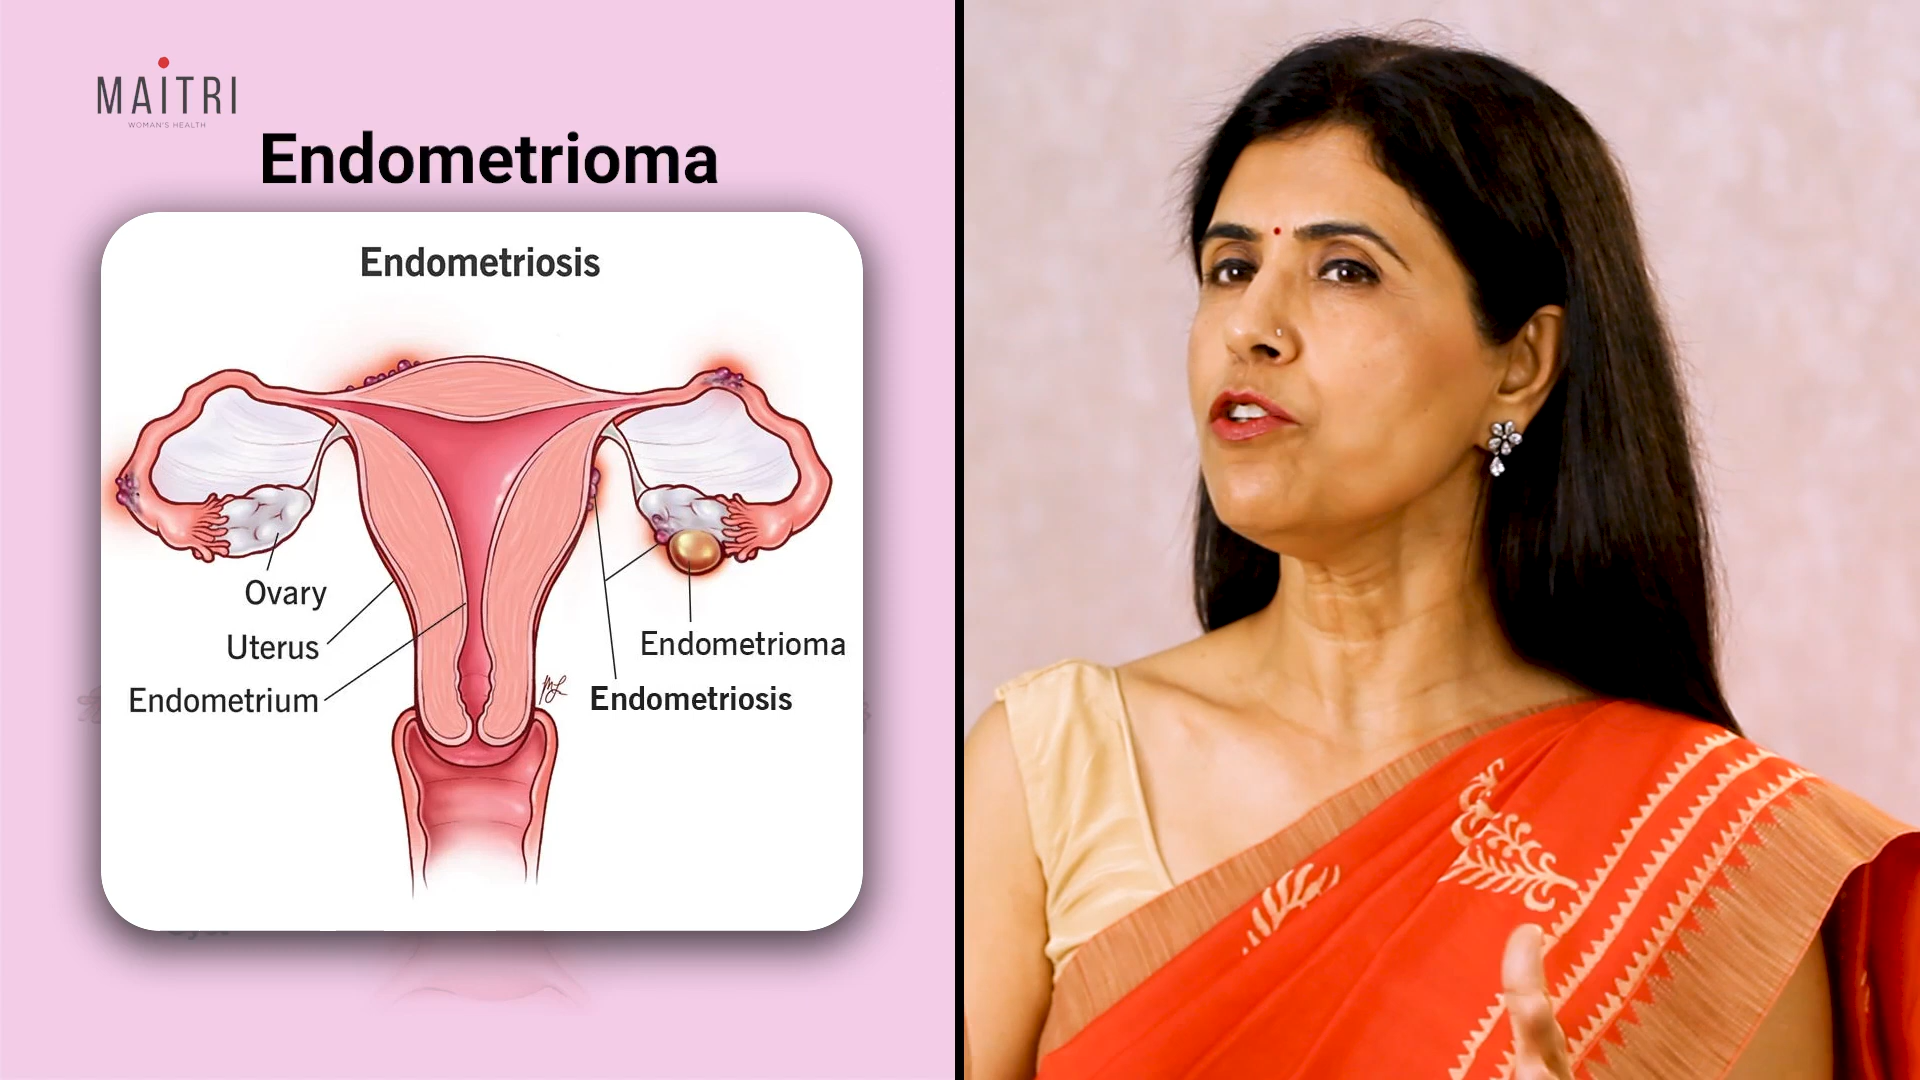 MAITRI
WOMAN'S HEALTH
Endometrioma
Endometriosis
Ovary
Uterus
Endometrium
Endometrioma
Endometriosis